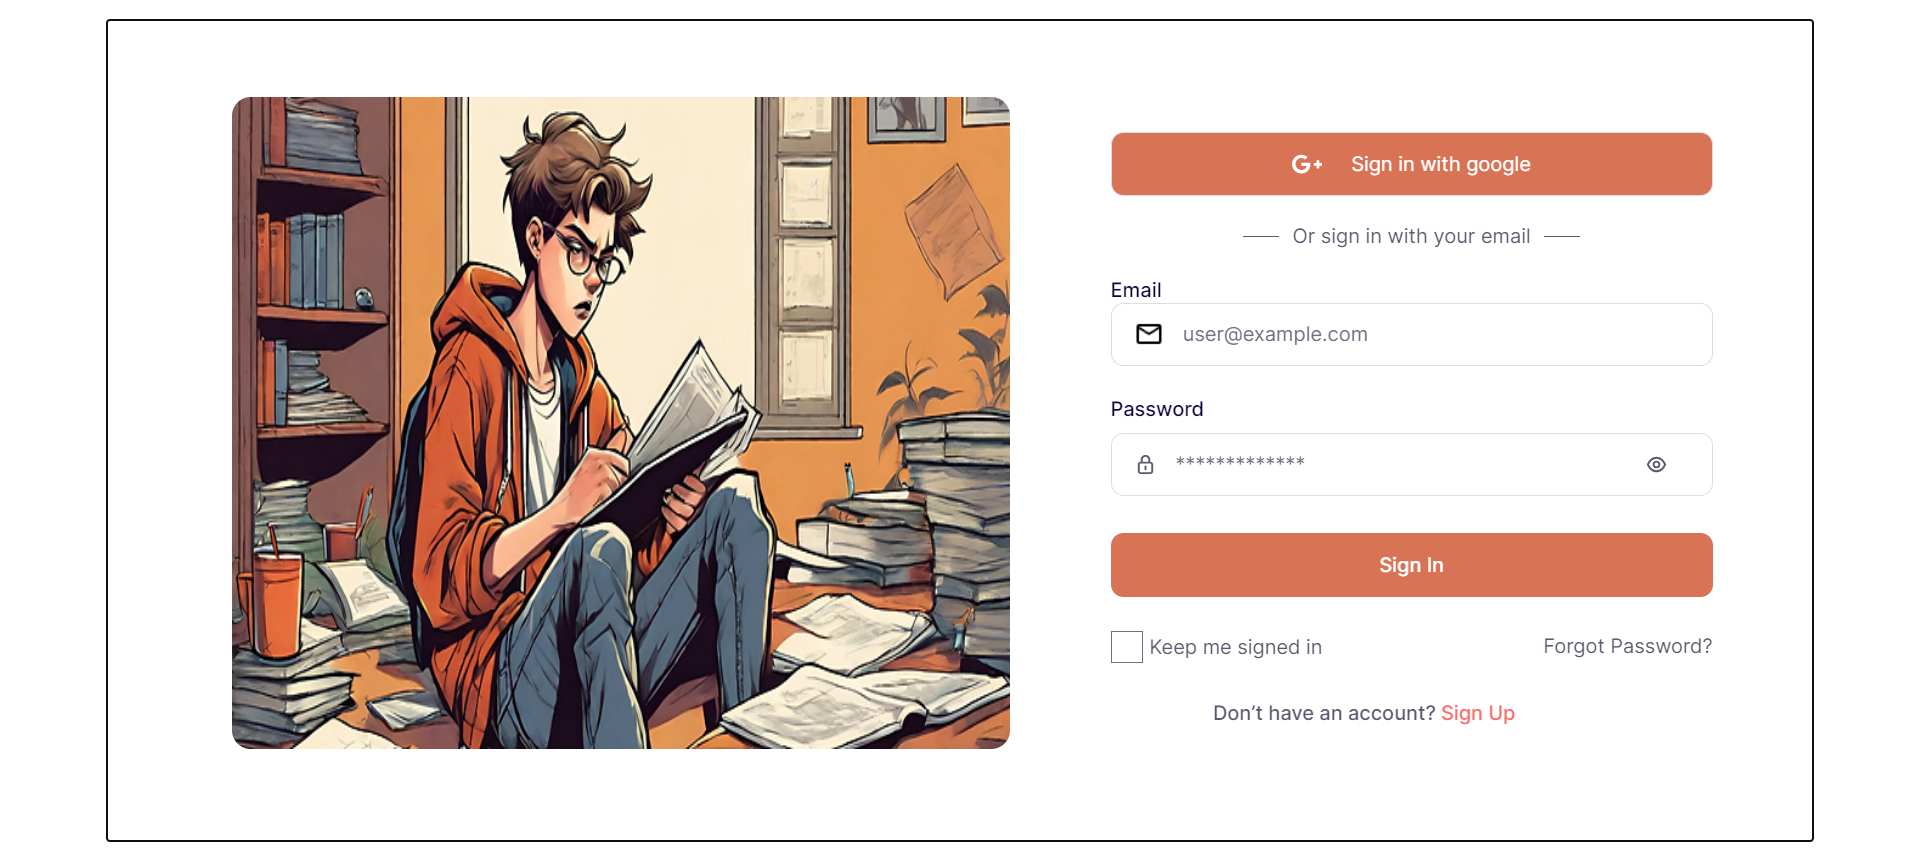 G+ Sign in with google
Or sign in with your email
Email
user@example.com
Password
*************
Sign In
Keep me signed in
Forgot Password?
Don’t have an account? Sign Up